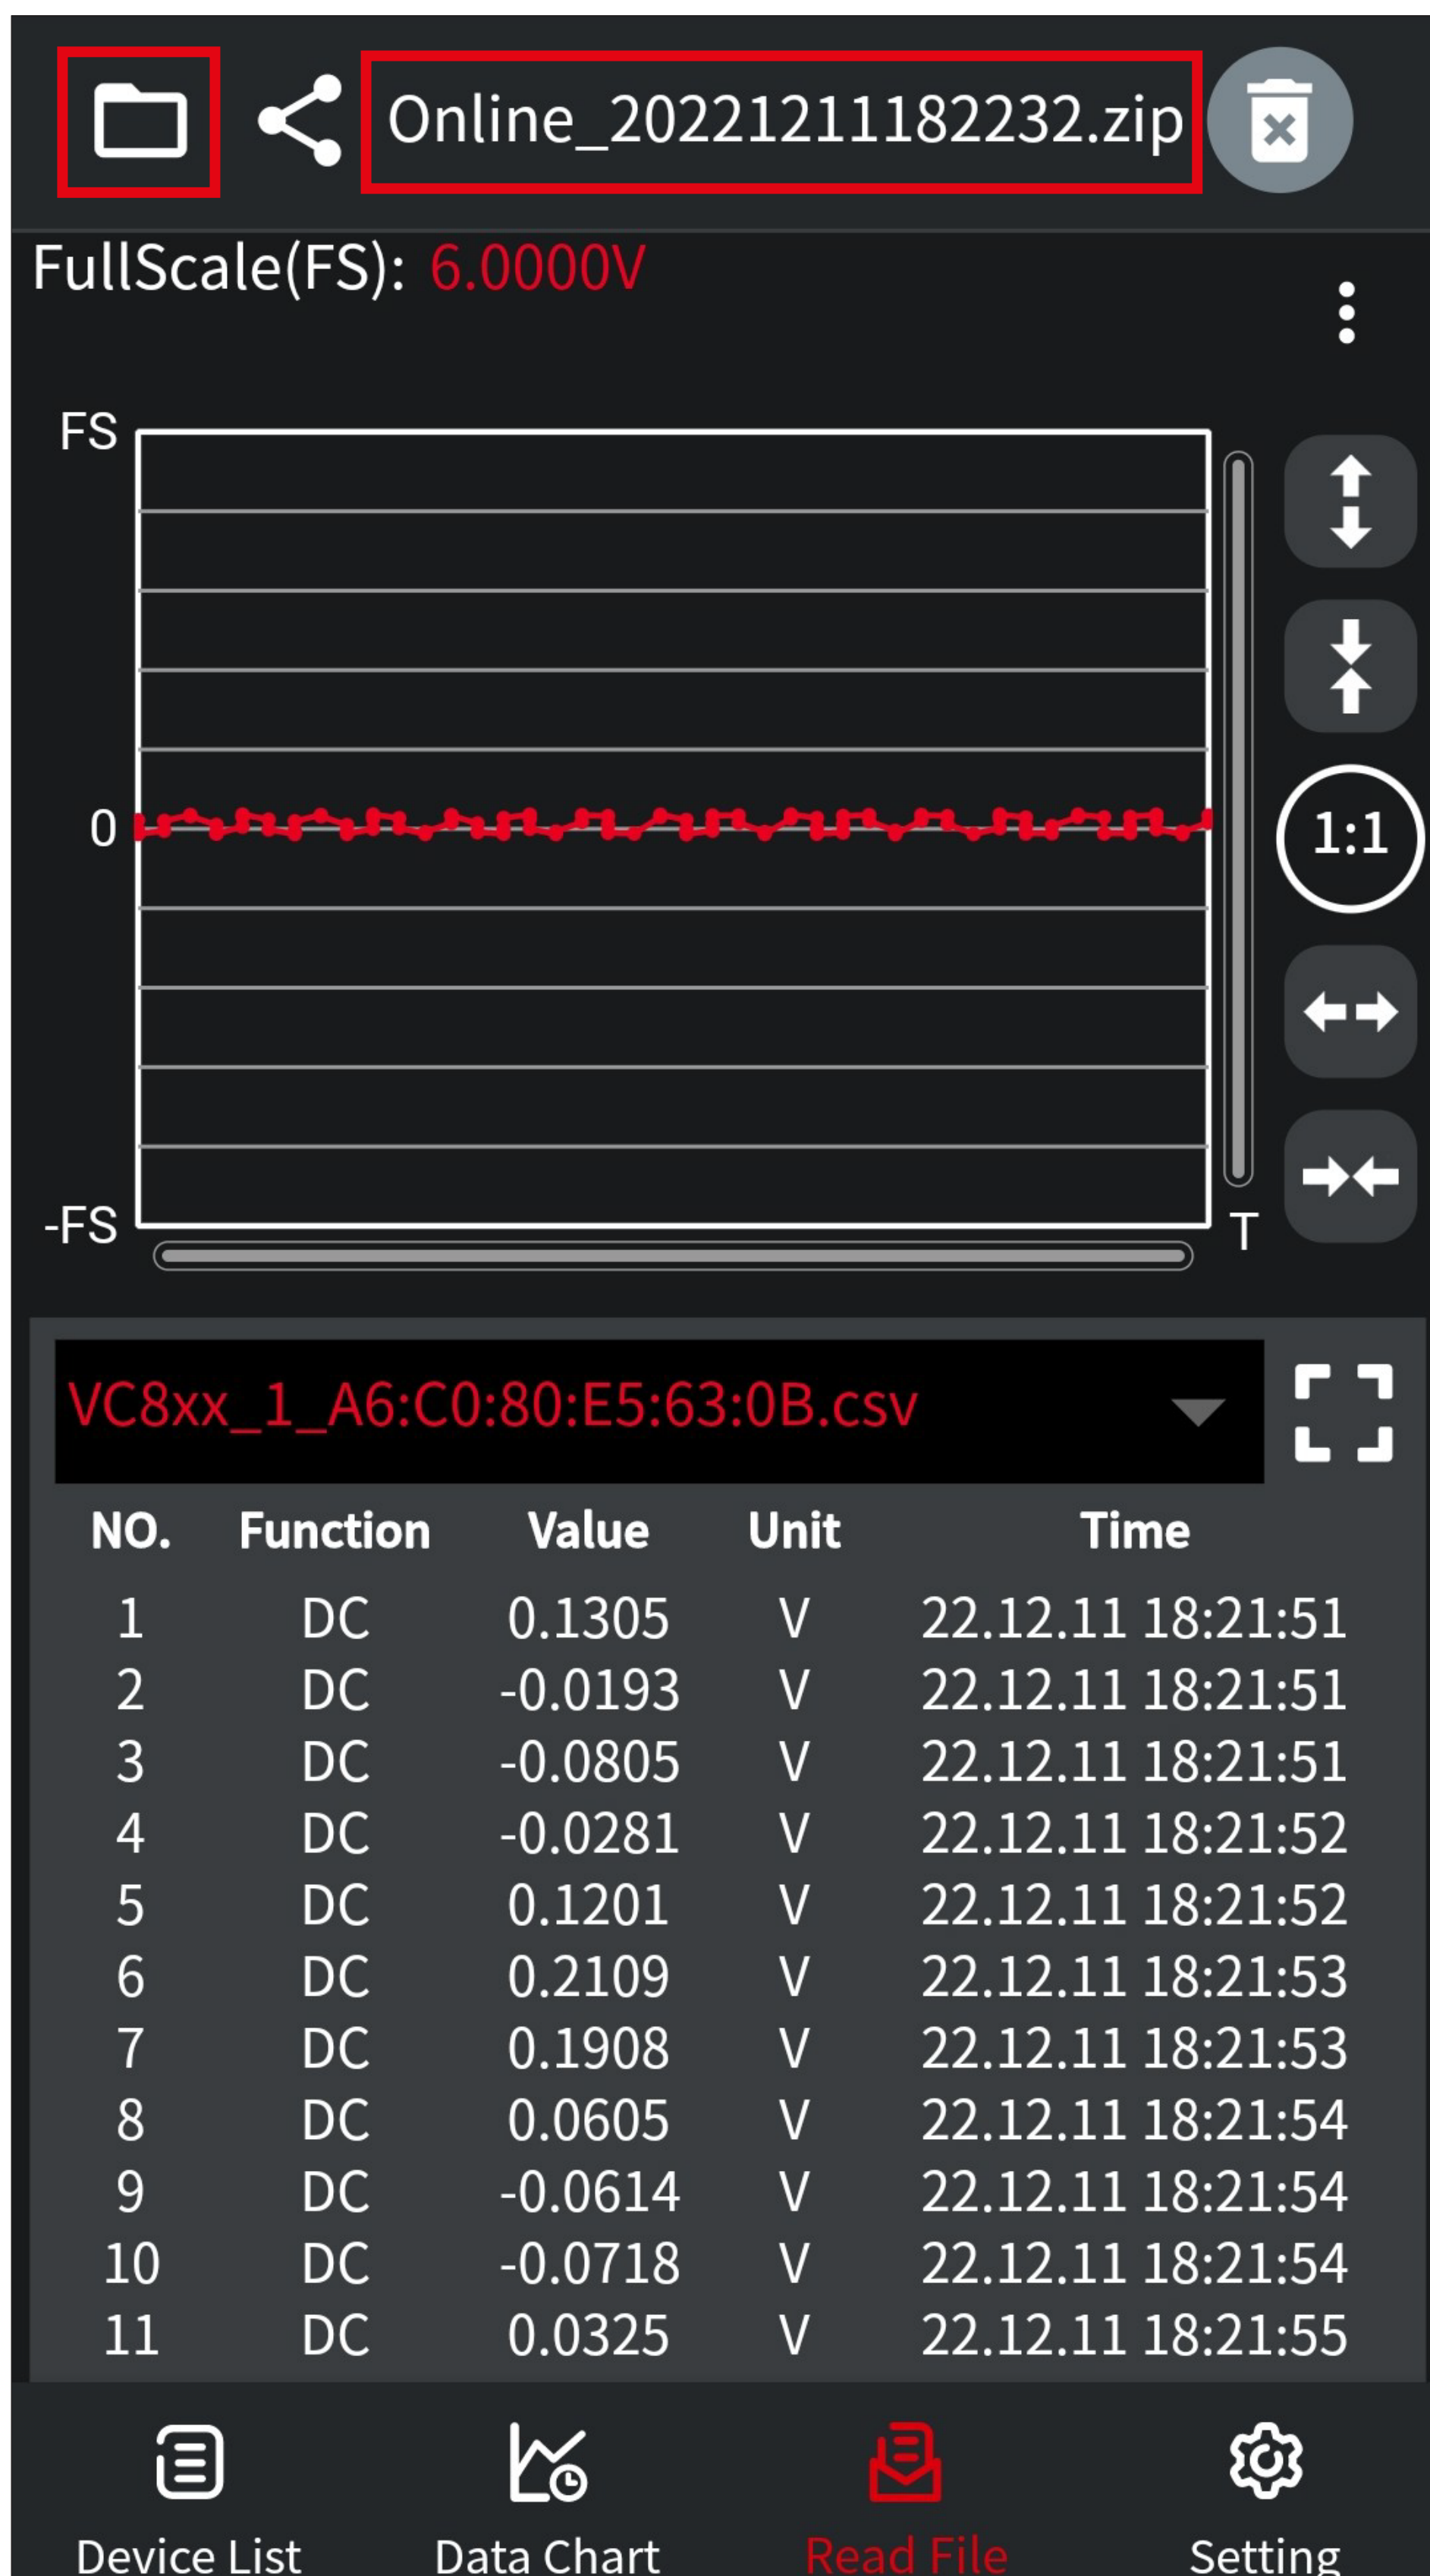 Online_20221211182232.zip
FullScale(FS): 6.0000V
FS
0
1:1
-FS
T
VC8xx_1_A6:C0:80:E5:63:0B.csv
NO. Function Value Unit Time
1 DC 0.1305 V 22.12.11 18:21:51
2 DC -0.0193 V 22.12.11 18:21:51
3 DC -0.0805 V 22.12.11 18:21:51
4 DC -0.0281 V 22.12.11 18:21:52
5 DC 0.1201 V 22.12.11 18:21:52
6 DC 0.2109 V 22.12.11 18:21:53
7 DC 0.1908 V 22.12.11 18:21:53
8 DC 0.0605 V 22.12.11 18:21:54
9 DC -0.0614 V 22.12.11 18:21:54
10 DC -0.0718 V 22.12.11 18:21:54
11 DC 0.0325 V 22.12.11 18:21:55
Device List Data Chart Read File Setting